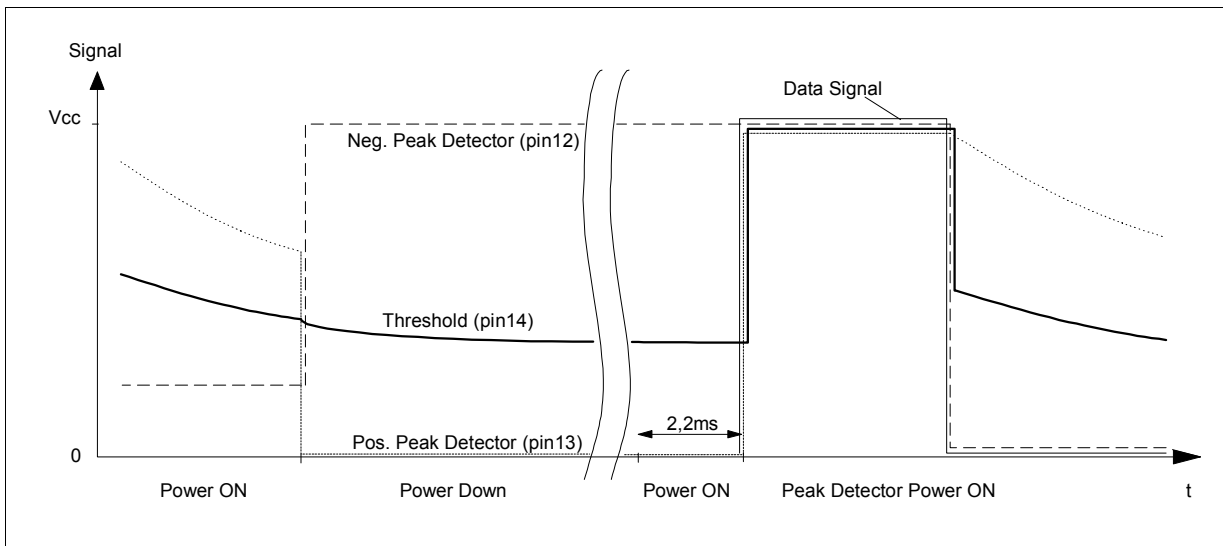 Signal
Data Signal
Vcc
Neg. Peak Detector (pin12)
Threshold (pin14)
2,2ms
Pos. Peak Detector (pin13)
0
Power ON
Power Down
Power ON
Peak Detector Power ON
t